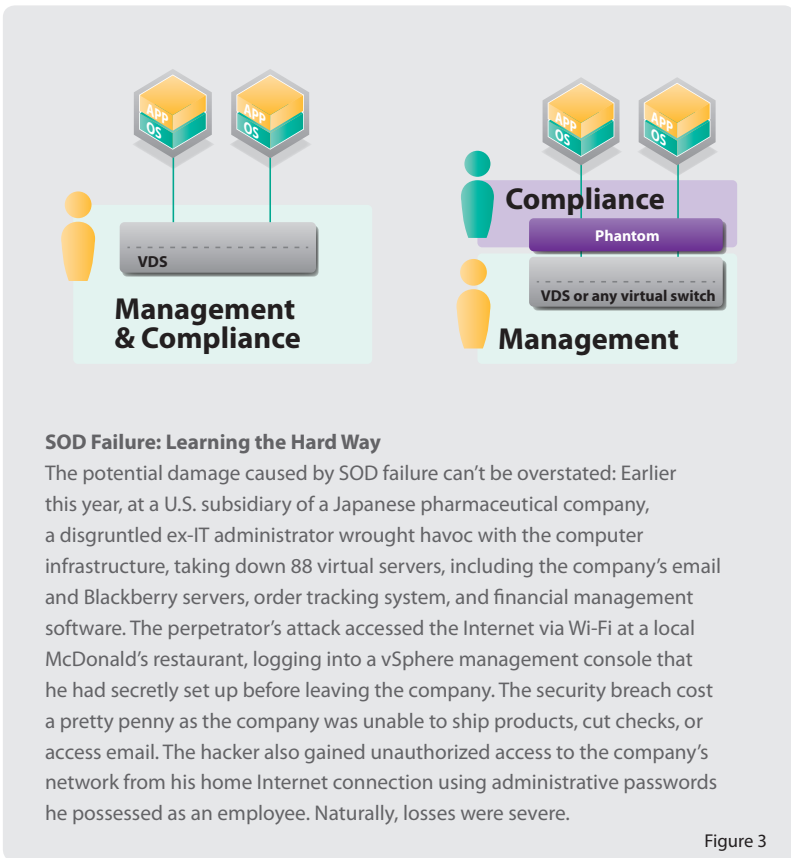 APP
OS
APP
OS
VDS
Management
& Compliance
APP
OS
APP
OS
Compliance
Phantom
VDS or any virtual switch
Management
SOD Failure: Learning the Hard Way
The potential damage caused by SOD failure can’t be overstated: Earlier
this year, at a U.S. subsidiary of a Japanese pharmaceutical company,
a disgruntled ex-IT administrator wrought havoc with the computer
infrastructure, taking down 88 virtual servers, including the company’s email
and Blackberry servers, order tracking system, and financial management
software. The perpetrator’s attack accessed the Internet via Wi-Fi at a local
McDonald’s restaurant, logging into a vSphere management console that
he had secretly set up before leaving the company. The security breach cost
a pretty penny as the company was unable to ship products, cut checks, or
access email. The hacker also gained unauthorized access to the company’s
network from his home Internet connection using administrative passwords
he possessed as an employee. Naturally, losses were severe.
Figure 3